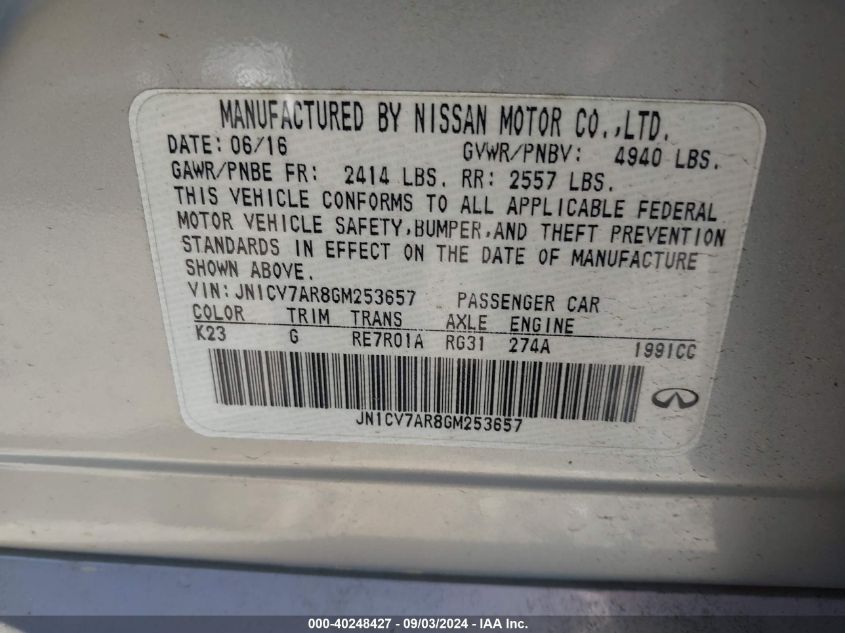 MANUFACTURED BY NISSAN MOTOR CO.,LTD.
DATE: 06/16 GVWR/PNBV: 4940 LBS.
GAWR/PNBE FR: 2414 LBS. RR: 2557 LBS.
THIS VEHICLE CONFORMS TO ALL APPLICABLE FEDERAL
MOTOR VEHICLE SAFETY,BUMPER,AND THEFT PREVENTION
STANDARDS IN EFFECT ON THE DATE OF MANUFACTURE
SHOWN ABOVE.
VIN: JN1CV7AR8GM253657 PASSENGER CAR
COLOR TRIM TRANS AXLE ENGINE
K23 G RE7R01A RG31 274A 1991CC
JN1CV7AR8GM253657
000-40248427 - 09/03/2024 - IAA Inc.